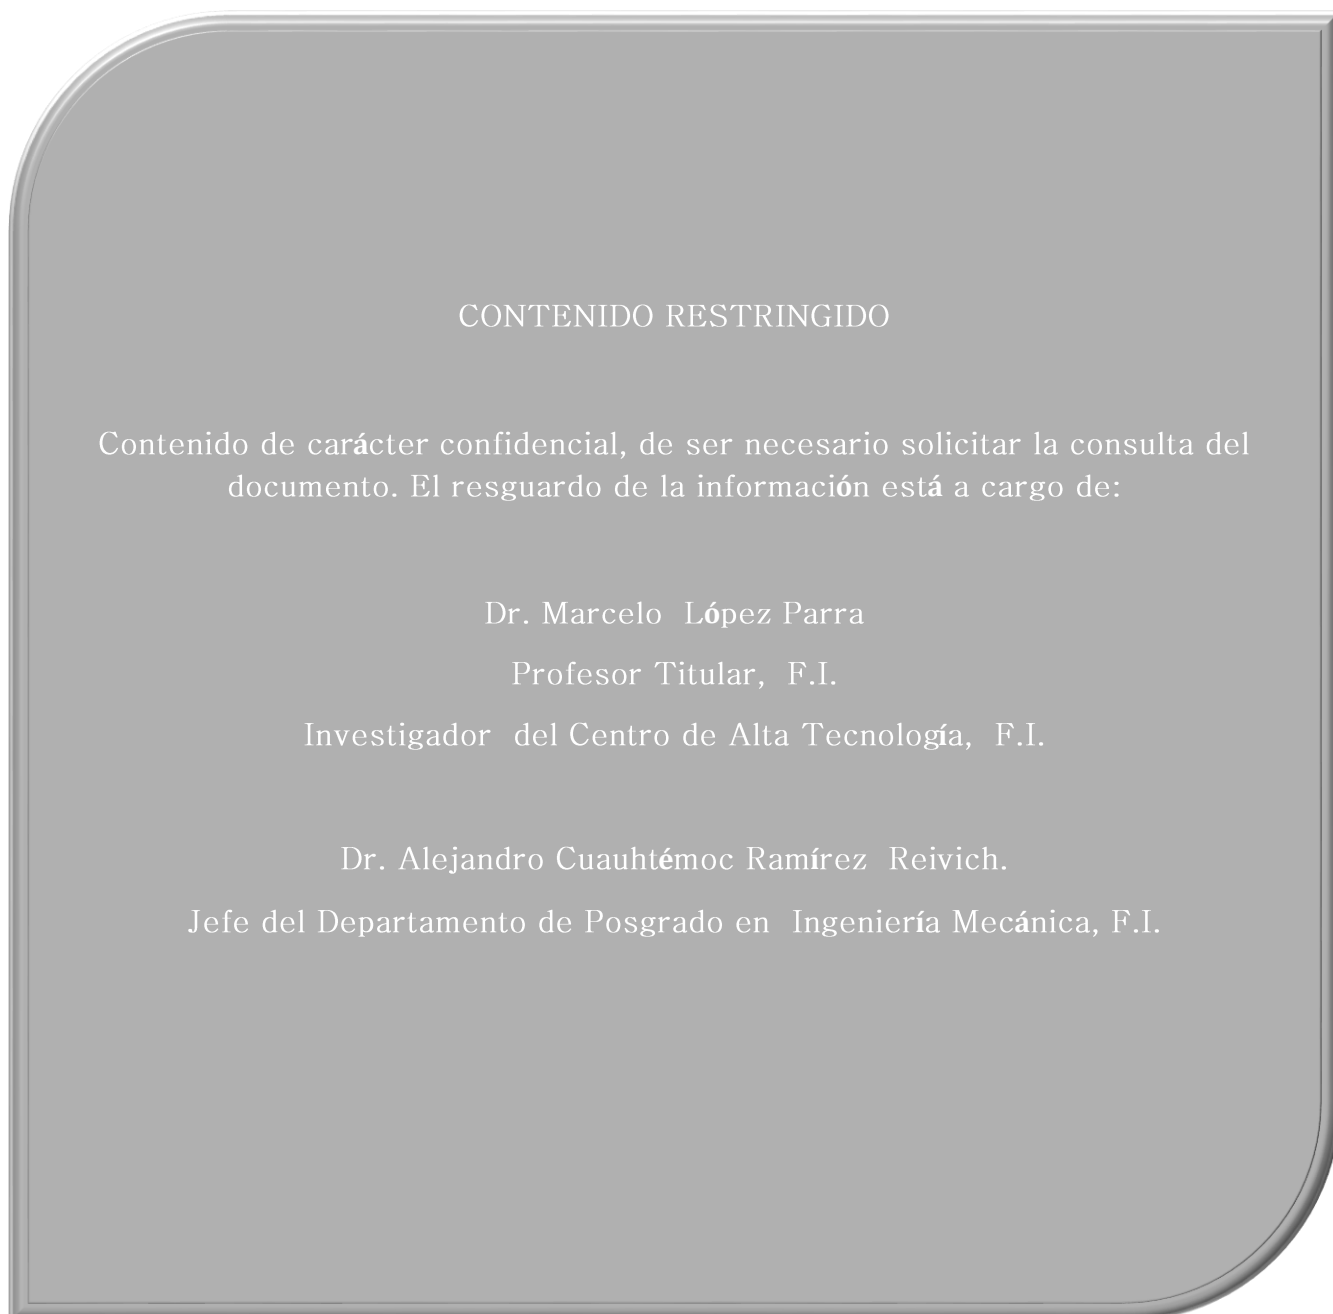 CONTENIDO RESTRINGIDO
Contenido de carácter confidencial, de ser necesario solicitar la consulta del
documento. El resguardo de la información está a cargo de:
Dr. Marcelo López Parra
Profesor Titular, F.I.
Investigador del Centro de Alta Tecnología, F.I.
Dr. Alejandro Cuauhtémoc Ramírez Reivich.
Jefe del Departamento de Posgrado en Ingeniería Mecánica, F.I.